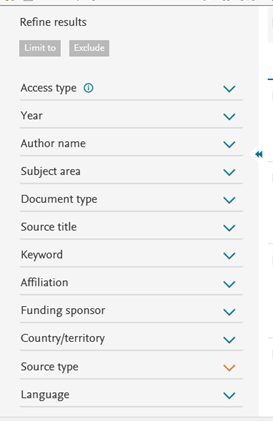 Refine results
Limit to Exclude
Access type
Year
Author name
Subject area
Document type
Source title
Keyword
Affiliation
Funding sponsor
Country/territory
Source type
Language